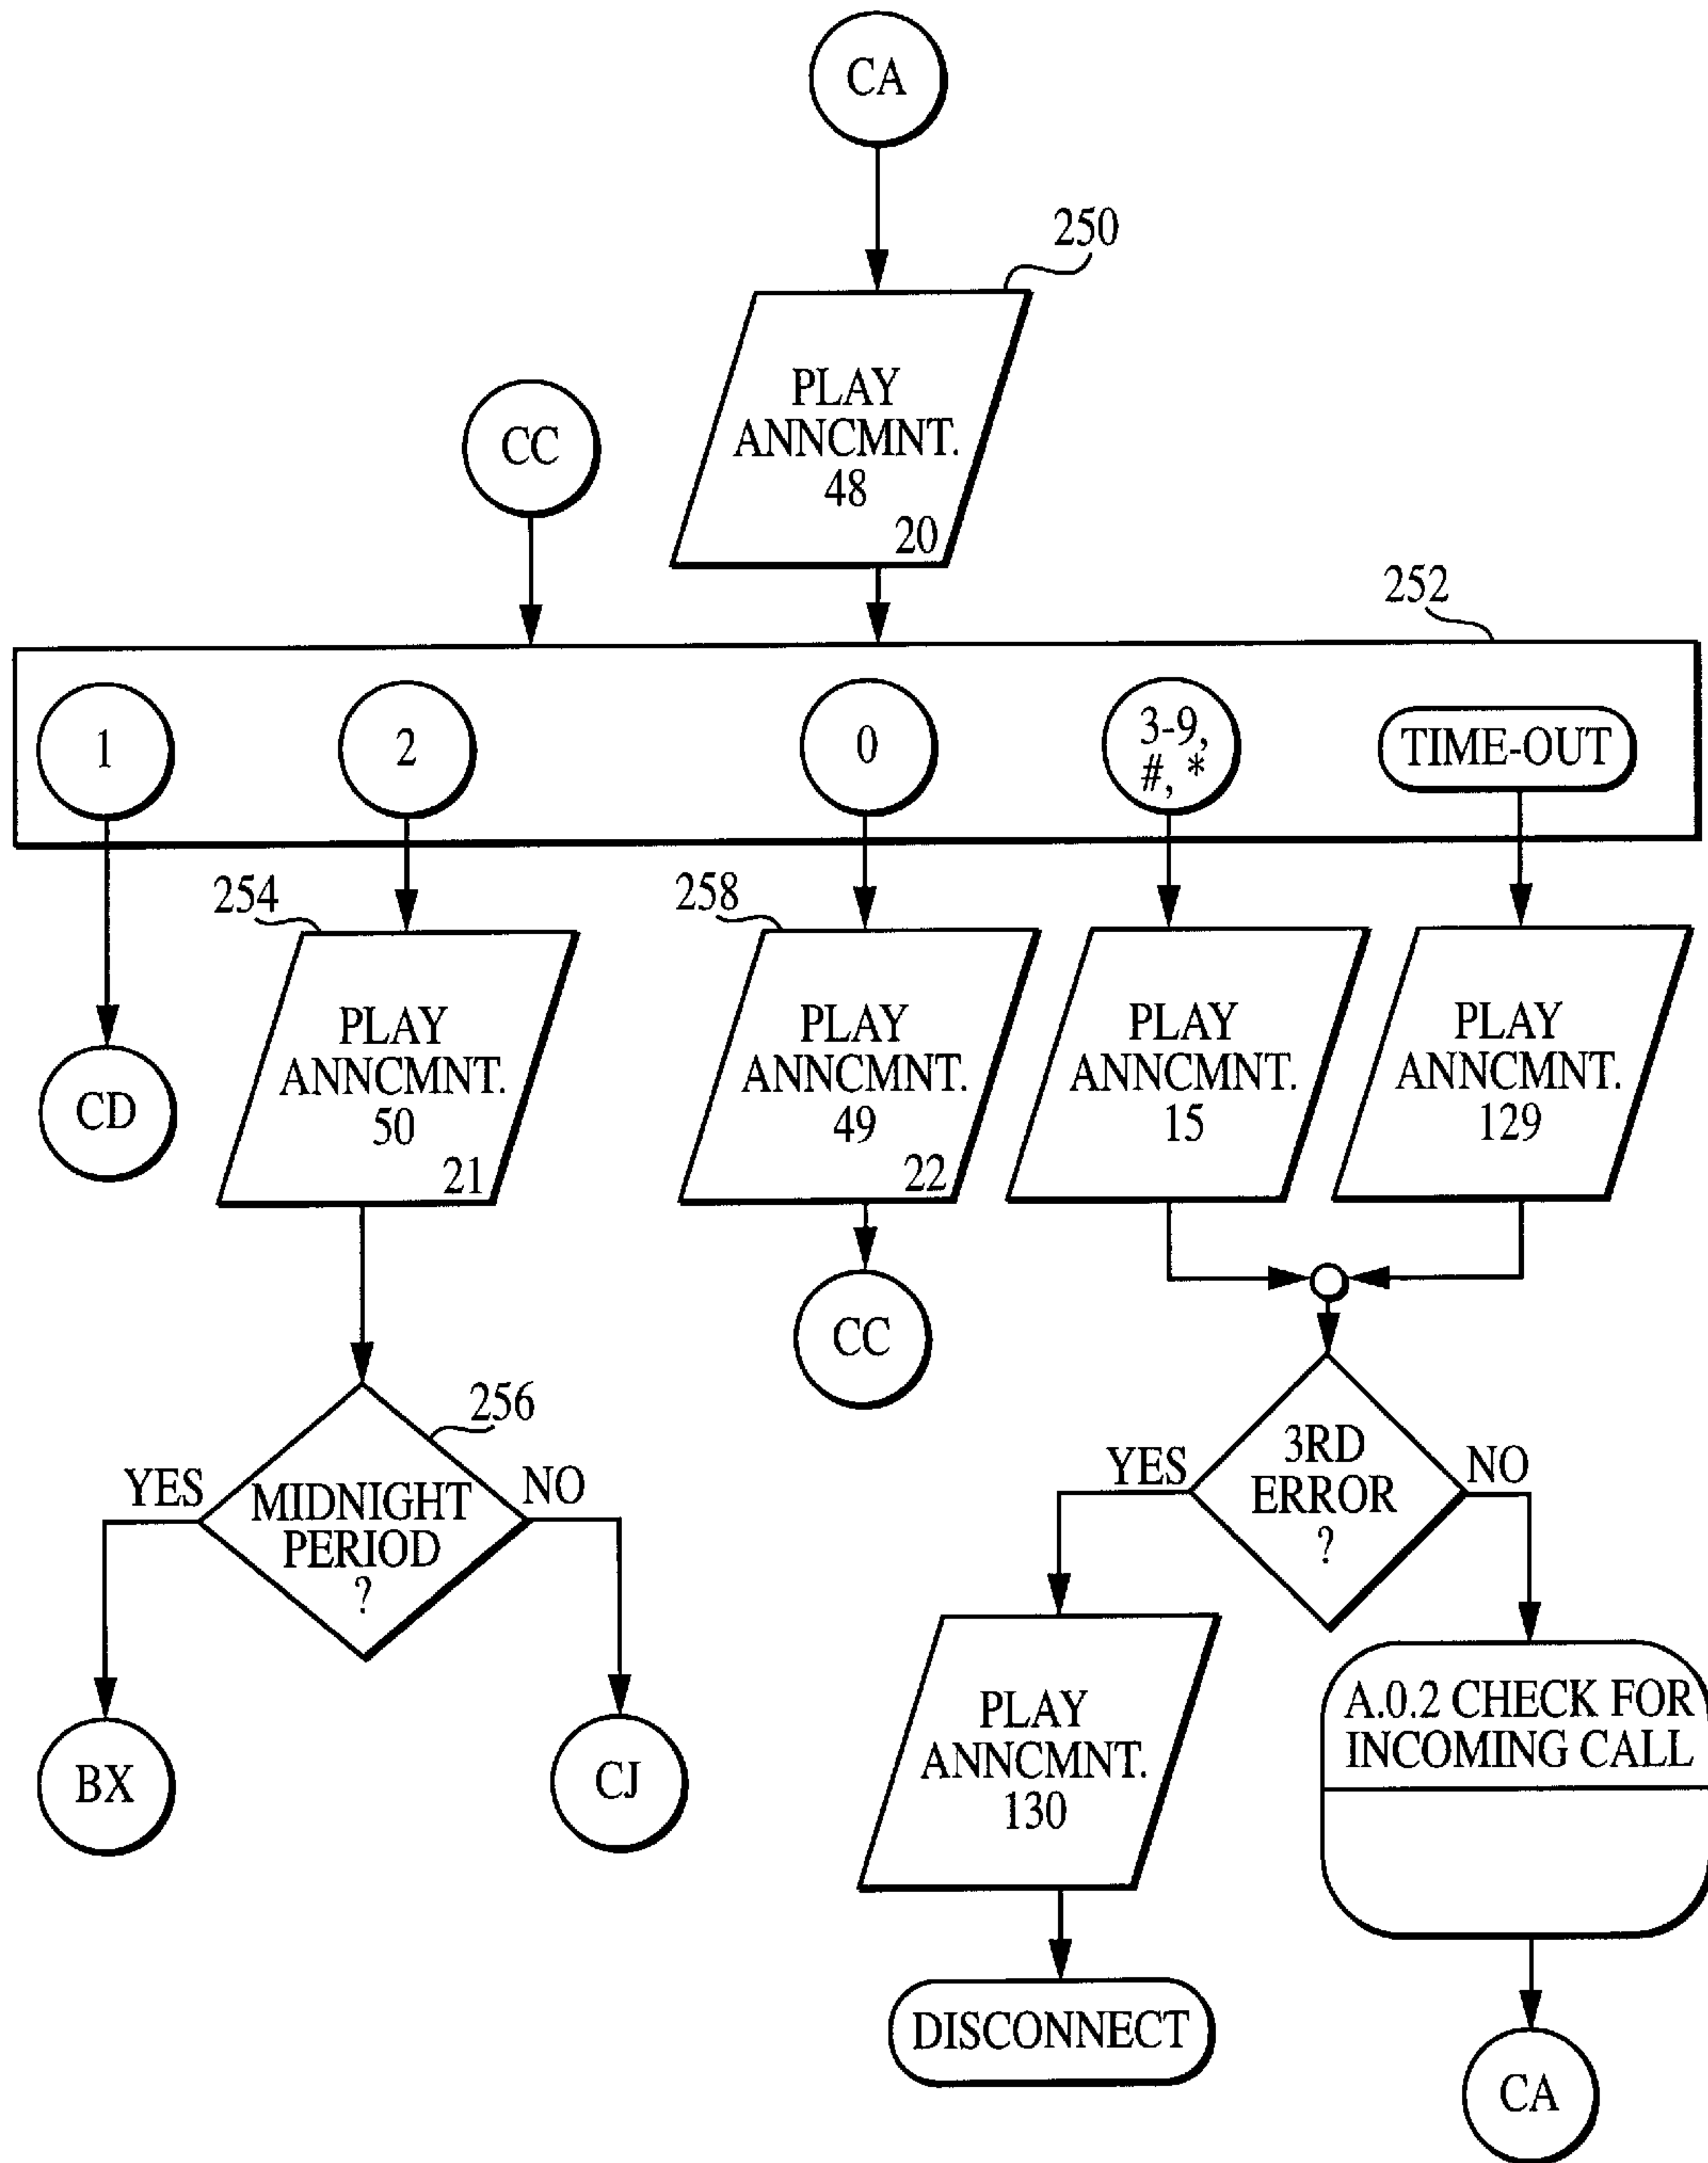 CA
250
PLAY
ANNCMNT.
48
20
CC
252
1
2
0
3-9,
#, *
TIME-OUT
254
258
PLAY
ANNCMNT.
50
21
PLAY
ANNCMNT.
49
22
PLAY
ANNCMNT.
15
PLAY
ANNCMNT.
129
CD
CC
256
YES
MIDNIGHT
PERIOD
?
NO
YES
3RD
ERROR
?
NO
BX
CJ
PLAY
ANNCMNT.
130
A.0.2 CHECK FOR
INCOMING CALL
DISCONNECT
CA